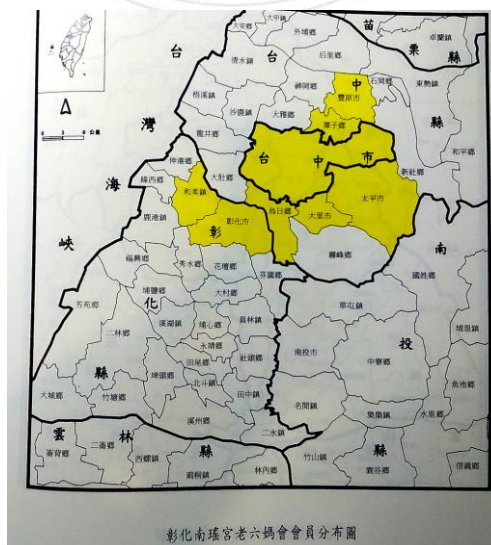 大安鄉
大甲鎮
外埔鄉
苗
栗
縣
卓蘭鎮
台
台
中
縣
后里鄉
清水鎮
神岡鄉
豐原市
石岡鄉
東勢鎮
梧棲鎮
沙鹿鎮
大雅鄉
潭子鄉
和平鄉
龍井鄉
台
中
市
新社鄉
灣
伸港鄉
大肚鄉
線西鄉
和美鎮
海
鹿港鎮
彰化市
烏日鄉
大里市
太平市
彰
霧峰鄉
南
峽
福興鄉
秀水鄉
花壇鄉
芬園鄉
國姓鄉
埔鹽鄉
大村鄉
芳苑鄉
化
草屯鎮
埔里鎮
二林鄉
溪湖鎮
埔心鄉
員林鎮
投
永靖鄉
南投市
中寮鄉
縣
埤頭鄉
田尾鄉
社頭鄉
魚池鄉
北斗鎮
大城鄉
竹塘鄉
田中鎮
名間鎮
集集鎮
水里鄉
溪州鄉
二水鎮
雲
林
縣
縣
崙背鄉
二崙鄉
西螺鎮
莿桐鎮
林內鄉
竹山鎮
鹿谷鄉
信義鄉
3 0 3 公里
彰化南瑤宮老六媽會會員分布圖